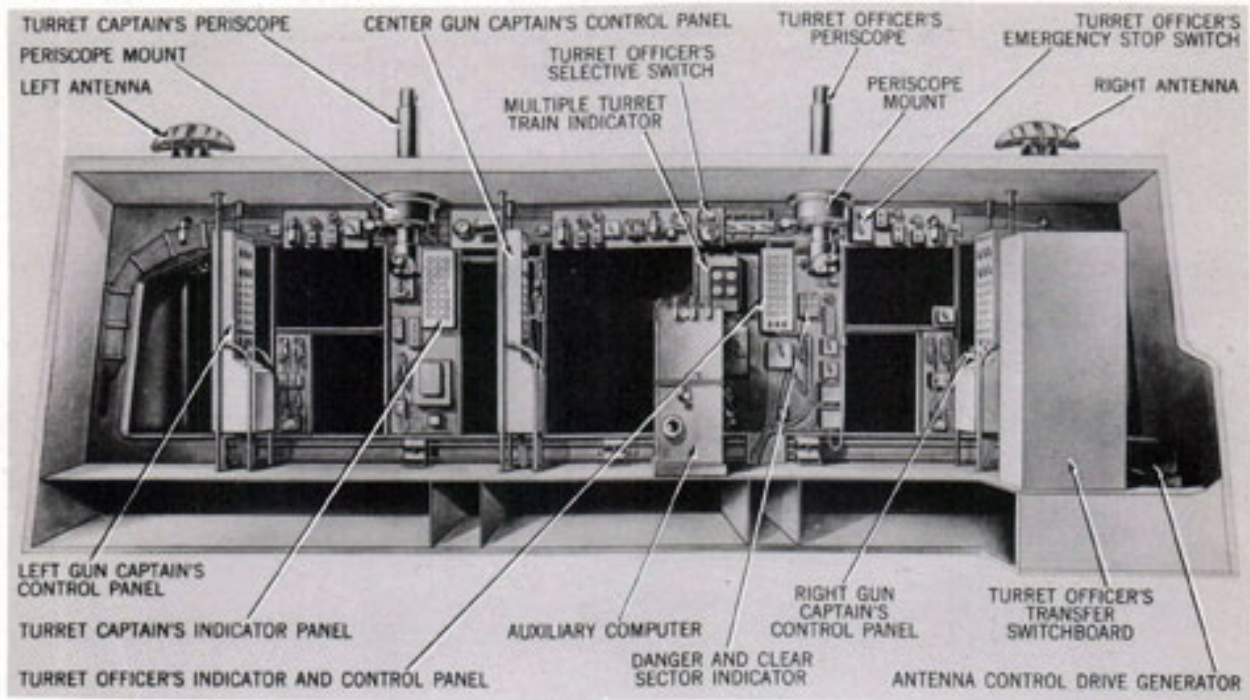 TURRET CAPTAIN'S PERISCOPE
PERISCOPE MOUNT
LEFT ANTENNA
CENTER GUN CAPTAIN'S CONTROL PANEL
TURRET OFFICER'S
SELECTIVE SWITCH
MULTIPLE TURRET
TRAIN INDICATOR
TURRET OFFICER'S
PERISCOPE
PERISCOPE
MOUNT
TURRET OFFICER'S
EMERGENCY STOP SWITCH
RIGHT ANTENNA
LEFT GUN CAPTAIN'S
CONTROL PANEL
TURRET CAPTAIN'S INDICATOR PANEL
TURRET OFFICER'S INDICATOR AND CONTROL PANEL
AUXILIARY COMPUTER
DANGER AND CLEAR
SECTOR INDICATOR
RIGHT GUN
CAPTAIN'S
CONTROL PANEL
TURRET OFFICER'S
TRANSFER
SWITCHBOARD
ANTENNA CONTROL DRIVE GENERATOR